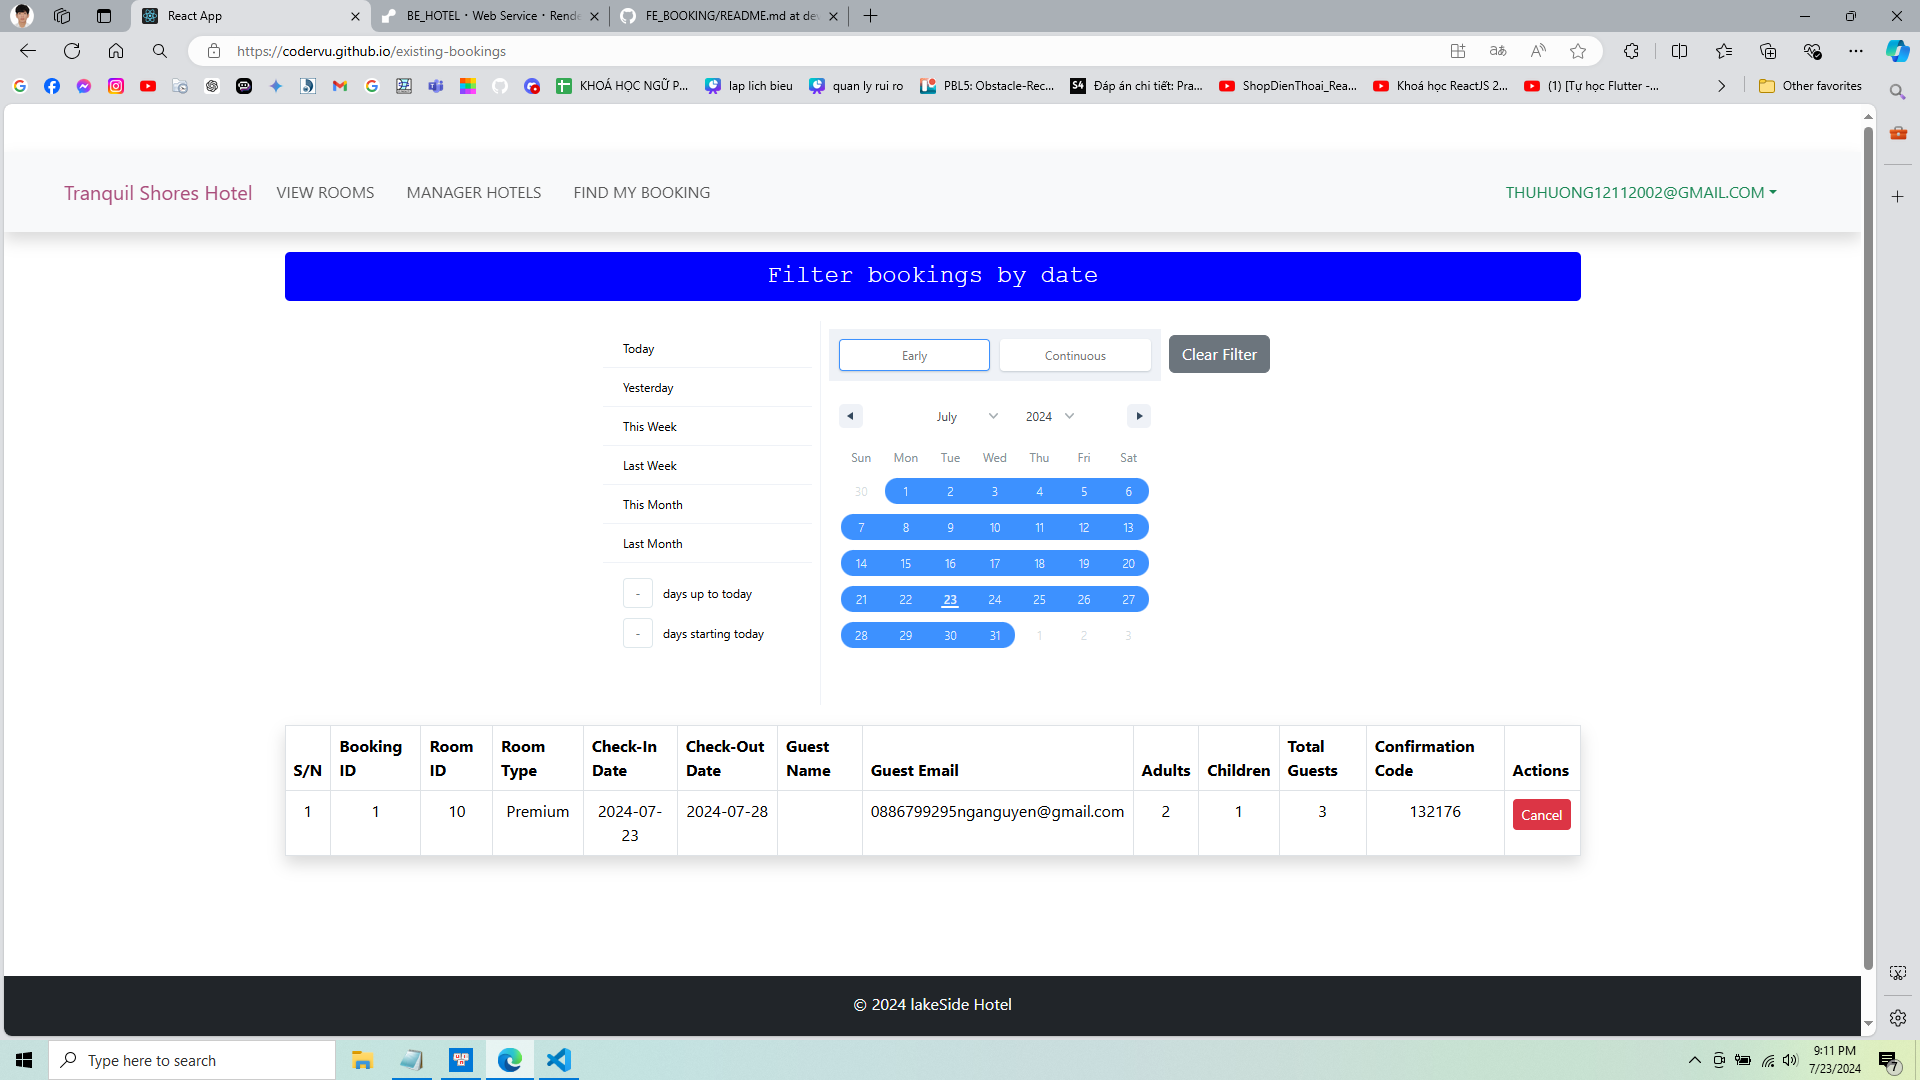 React App
BE_HOTEL · Web Service · Rende
FE_BOOKING/README.md at dev
https://codervu.github.io/existing-bookings
KHOÁ HỌC NGỮ P...
lap lich bieu
quan ly rui ro
PBL5: Obstacle-Rec...
S4
Đáp án chi tiết: Pra...
ShopDienThoai_Rea...
Khoá học ReactJS 2...
(1) [Tự học Flutter -...
Other favorites
Tranquil Shores Hotel
VIEW ROOMS
MANAGER HOTELS
FIND MY BOOKING
THUHUONG12112002@GMAIL.COM
Filter bookings by date
Today
Yesterday
This Week
Last Week
This Month
Last Month
- days up to today
- days starting today
Early
Continuous
Clear Filter
July 2024
Sun Mon Tue Wed Thu Fri Sat
30 1 2 3 4 5 6
7 8 9 10 11 12 13
14 15 16 17 18 19 20
21 22 23 24 25 26 27
28 29 30 31 1 2 3
S/N Booking ID Room ID Room Type Check-In Date Check-Out Date Guest Name Guest Email Adults Children Total Guests Confirmation Code Actions
1 1 10 Premium 2024-07-23 2024-07-28 0886799295nganguyen@gmail.com 2 1 3 132176 Cancel
© 2024 lakeSide Hotel
Type here to search
9:11 PM
7/23/2024
7